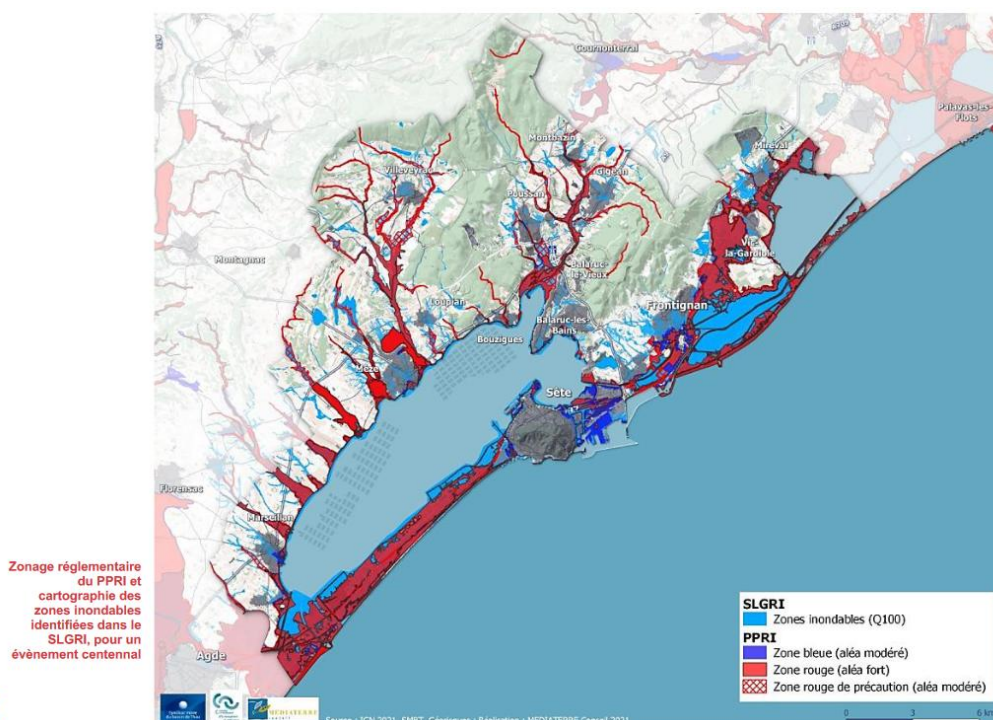 Cournonterral
Palavas-les-
Flots
Montbazin
Mireval
Villeveyrac
Gigean
Poussan
Vic-
la-Gardiole
Montagnac
Balaruc-
le-Vieux
Loupian
Frontignan
Balaruc-les-
Bains
Bouzigues
Mèze
Sète
Florensac
Marseillan
Zonage réglementaire
du PPRI et
cartographie des
zones inondables
identifiées dans le
SLGRI, pour un
évènement centennal
Agde
SLGRI
Zones inondables (Q100)
PPRI
Zone bleue (aléa modéré)
Zone rouge (aléa fort)
Zone rouge de précaution (aléa modéré)
MEDIATERRE
0 3 6 km